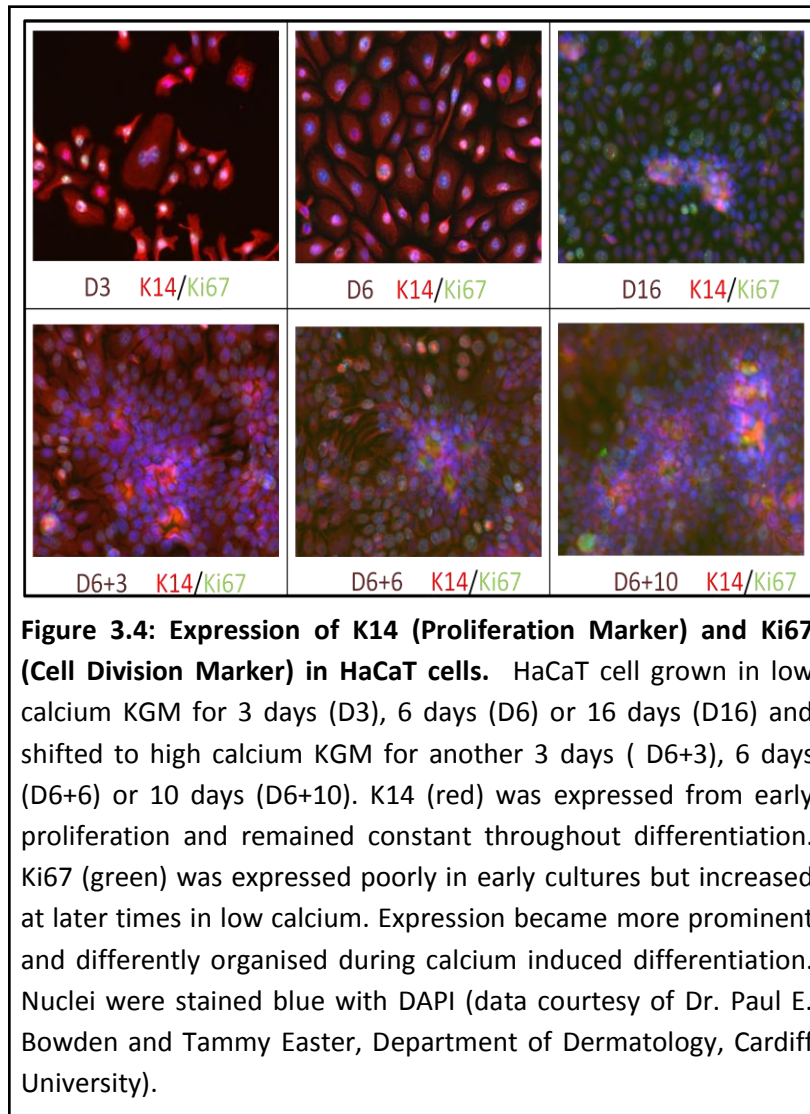 D3 K14/Ki67
D6 K14/Ki67
D16 K14/Ki67
D6+3 K14/Ki67
D6+6 K14/Ki67
D6+10 K14/Ki67
Figure 3.4: Expression of K14 (Proliferation Marker) and Ki67
(Cell Division Marker) in HaCaT cells. HaCaT cell grown in low
calcium KGM for 3 days (D3), 6 days (D6) or 16 days (D16) and
shifted to high calcium KGM for another 3 days ( D6+3), 6 days
(D6+6) or 10 days (D6+10). K14 (red) was expressed from early
proliferation and remained constant throughout differentiation.
Ki67 (green) was expressed poorly in early cultures but increased
at later times in low calcium. Expression became more prominent
and differently organised during calcium induced differentiation.
Nuclei were stained blue with DAPI (data courtesy of Dr. Paul E.
Bowden and Tammy Easter, Department of Dermatology, Cardiff
University).